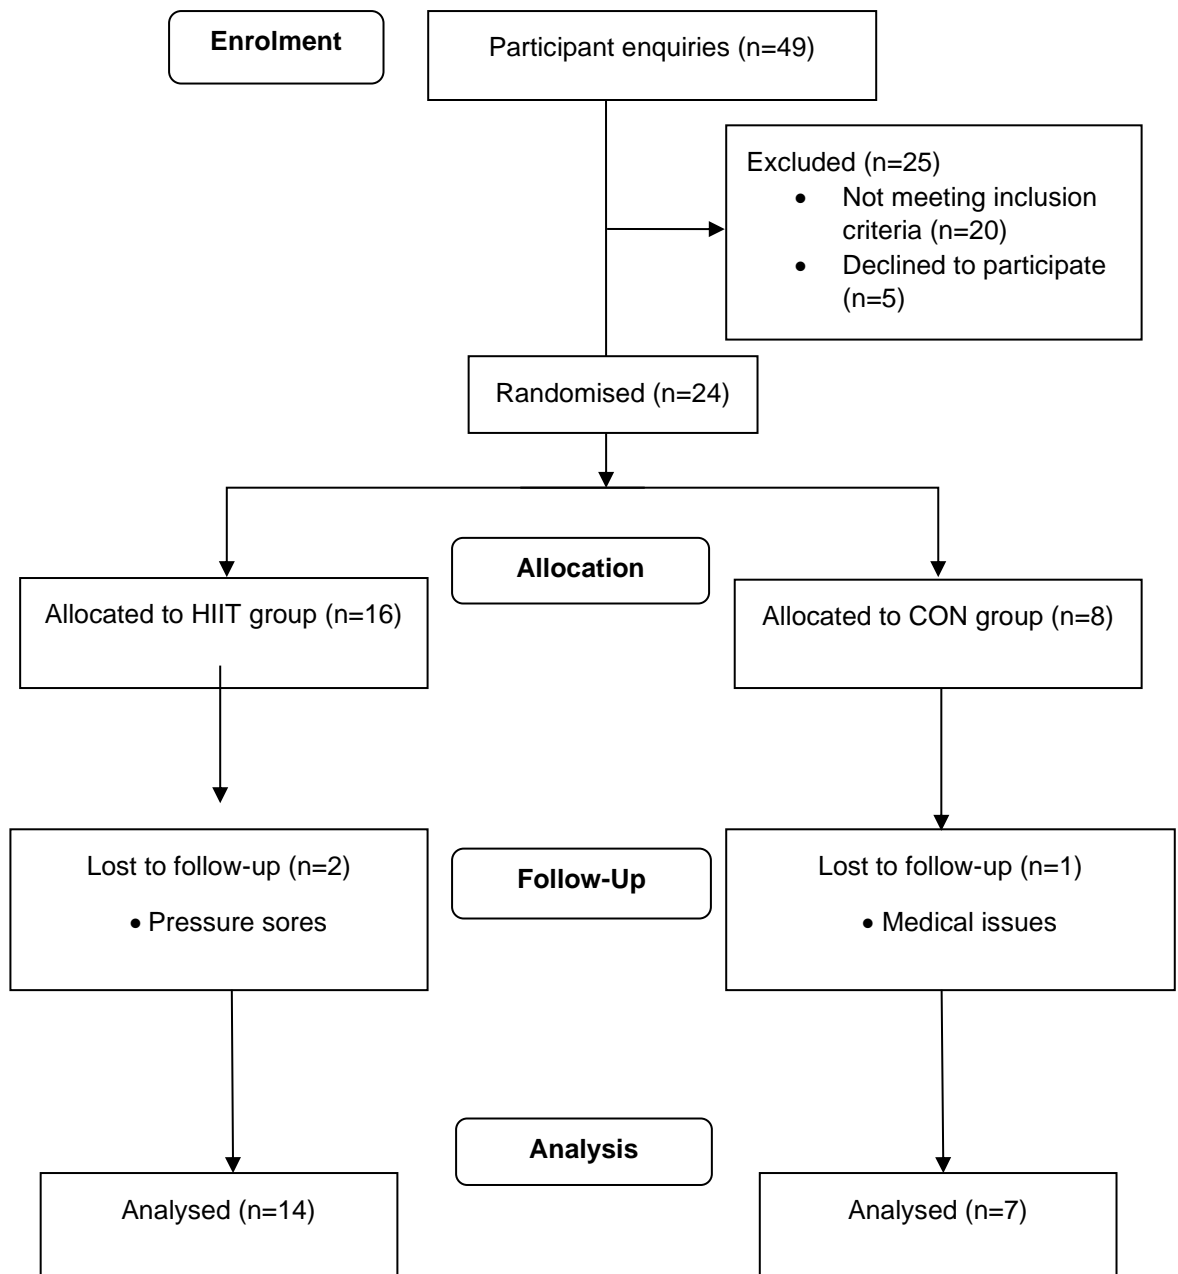 Enrolment
Participant enquiries (n=49)
Excluded (n=25)
• Not meeting inclusion
criteria (n=20)
• Declined to participate
(n=5)
Randomised (n=24)
Allocation
Allocated to HIIT group (n=16)
Allocated to CON group (n=8)
Lost to follow-up (n=2)
• Pressure sores
Follow-Up
Lost to follow-up (n=1)
• Medical issues
Analysis
Analysed (n=14)
Analysed (n=7)